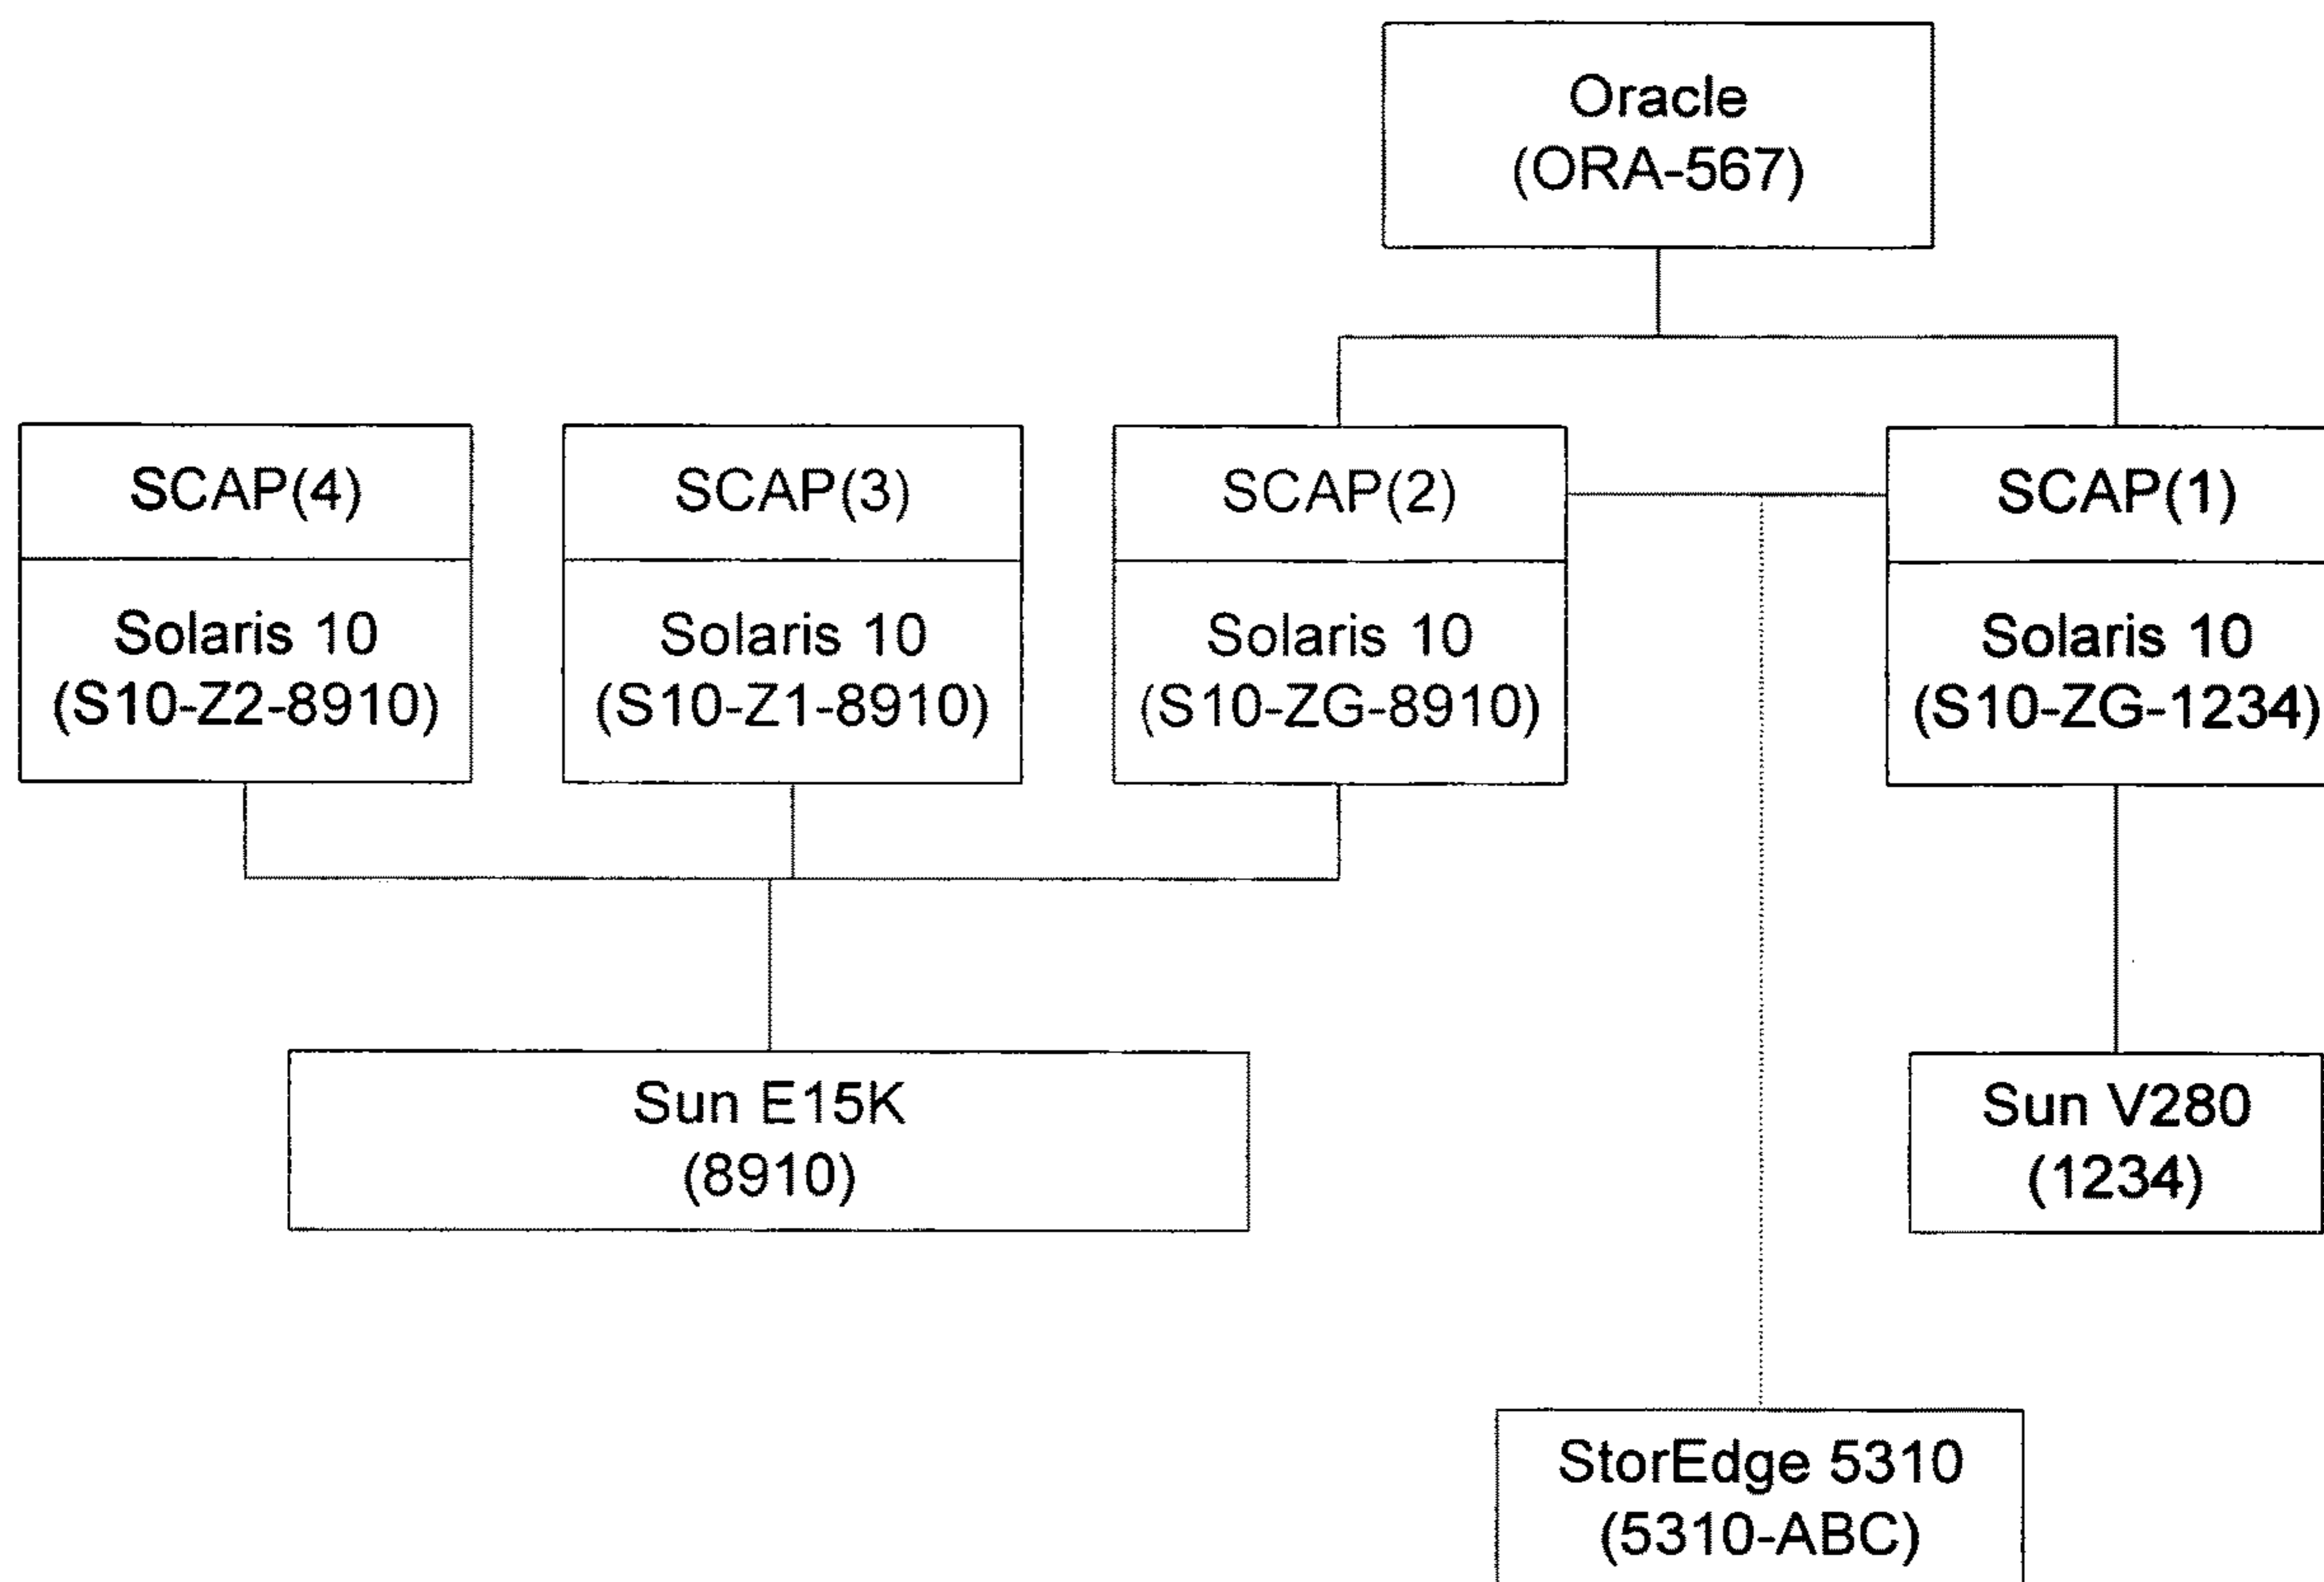 Oracle
(ORA-567)
SCAP(4)
Solaris 10
(S10-Z2-8910)
SCAP(3)
Solaris 10
(S10-Z1-8910)
SCAP(2)
Solaris 10
(S10-ZG-8910)
SCAP(1)
Solaris 10
(S10-ZG-1234)
Sun E15K
(8910)
Sun V280
(1234)
StorEdge 5310
(5310-ABC)